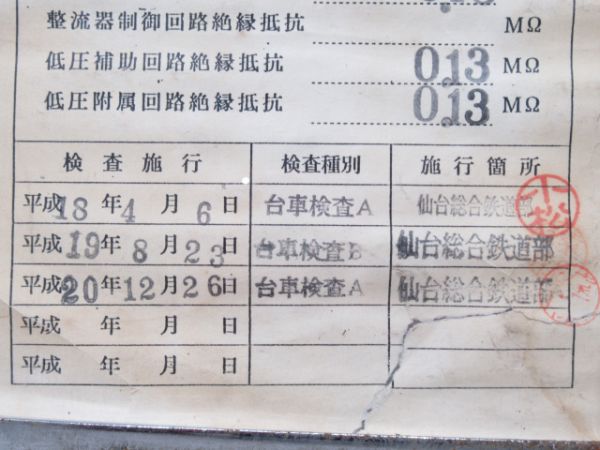 整流器制御回路絶縁抵抗 MΩ
低圧補助回路絶縁抵抗 0.13 MΩ
低圧附属回路絶縁抵抗 0.13 MΩ
検査施行 検査種別 施行箇所
平成18年4月6日 台車検査A 仙台総合鉄道部
平成19年8月23日 台車検査B 仙台総合鉄道部
平成20年12月26日 台車検査A 仙台総合鉄道部
平成 年 月 日
平成 年 月 日
小松